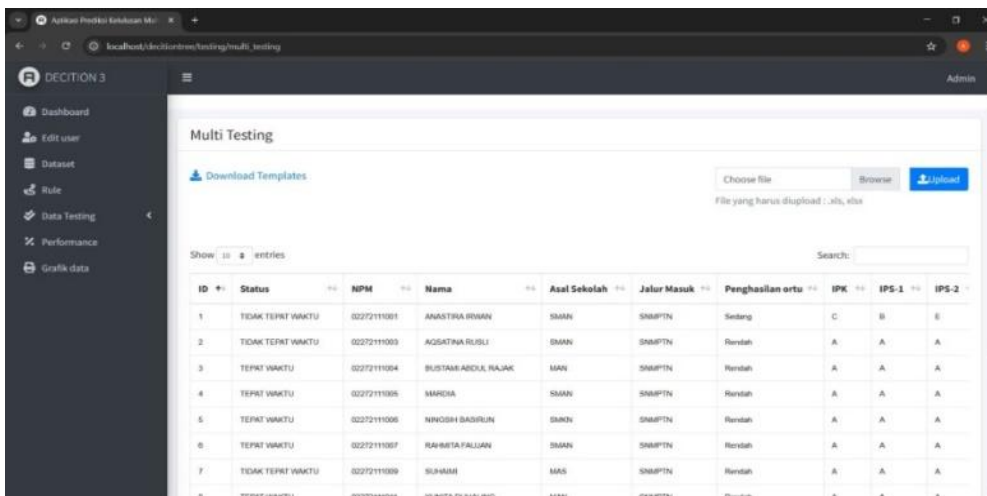 Aplikasi Prediksi Kelulusan
localhost/decitiontree/testing/multi_testing
DECITION 3
Admin
Dashboard
Edit user
Dataset
Rule
Data Testing
Performance
Grafik data
Multi Testing
Download Templates
Choose file Browse Upload
File yang harus diupload : .xls, xlsx
Show 10 entries
Search:
ID Status NPM Nama Asal Sekolah Jalur Masuk Penghasilan ortu IPK IPS-1 IPS-2
1 TIDAK TEPAT WAKTU 02272111001 ANASTIRA IRWAN SMAN SNMPTN Sedang C B E
2 TIDAK TEPAT WAKTU 02272111003 AQSATINA RUSLI SMAN SNMPTN Rendah A A A
3 TEPAT WAKTU 02272111004 BUSTAMI ABDUL RAJAK MAN SNMPTN Rendah A A A
4 TEPAT WAKTU 02272111005 MARDIA SMAN SNMPTN Rendah A A A
5 TEPAT WAKTU 02272111006 NINGSIH BASIRUN SMKN SNMPTN Rendah A A A
6 TEPAT WAKTU 02272111007 RAHMITA FAUJAN SMAN SNMPTN Rendah A A A
7 TIDAK TEPAT WAKTU 02272111009 SUHAIMI MAS SNMPTN Rendah A A A